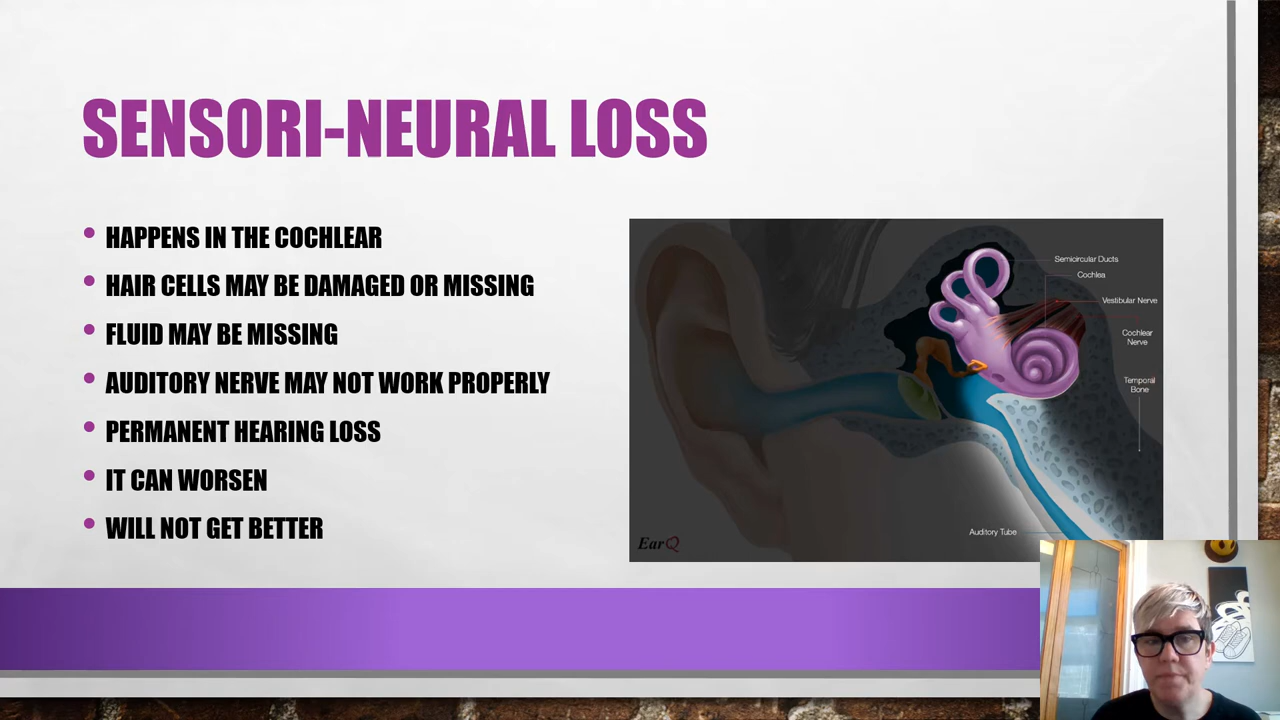 SENSORI-NEURAL LOSS
HAPPENS IN THE COCHLEAR
HAIR CELLS MAY BE DAMAGED OR MISSING
FLUID MAY BE MISSING
AUDITORY NERVE MAY NOT WORK PROPERLY
PERMANENT HEARING LOSS
IT CAN WORSEN
WILL NOT GET BETTER
Semicircular Ducts
Cochlea
Vestibular Nerve
Cochlear
Nerve
Temporal
Bone
Auditory Tube
EarQ